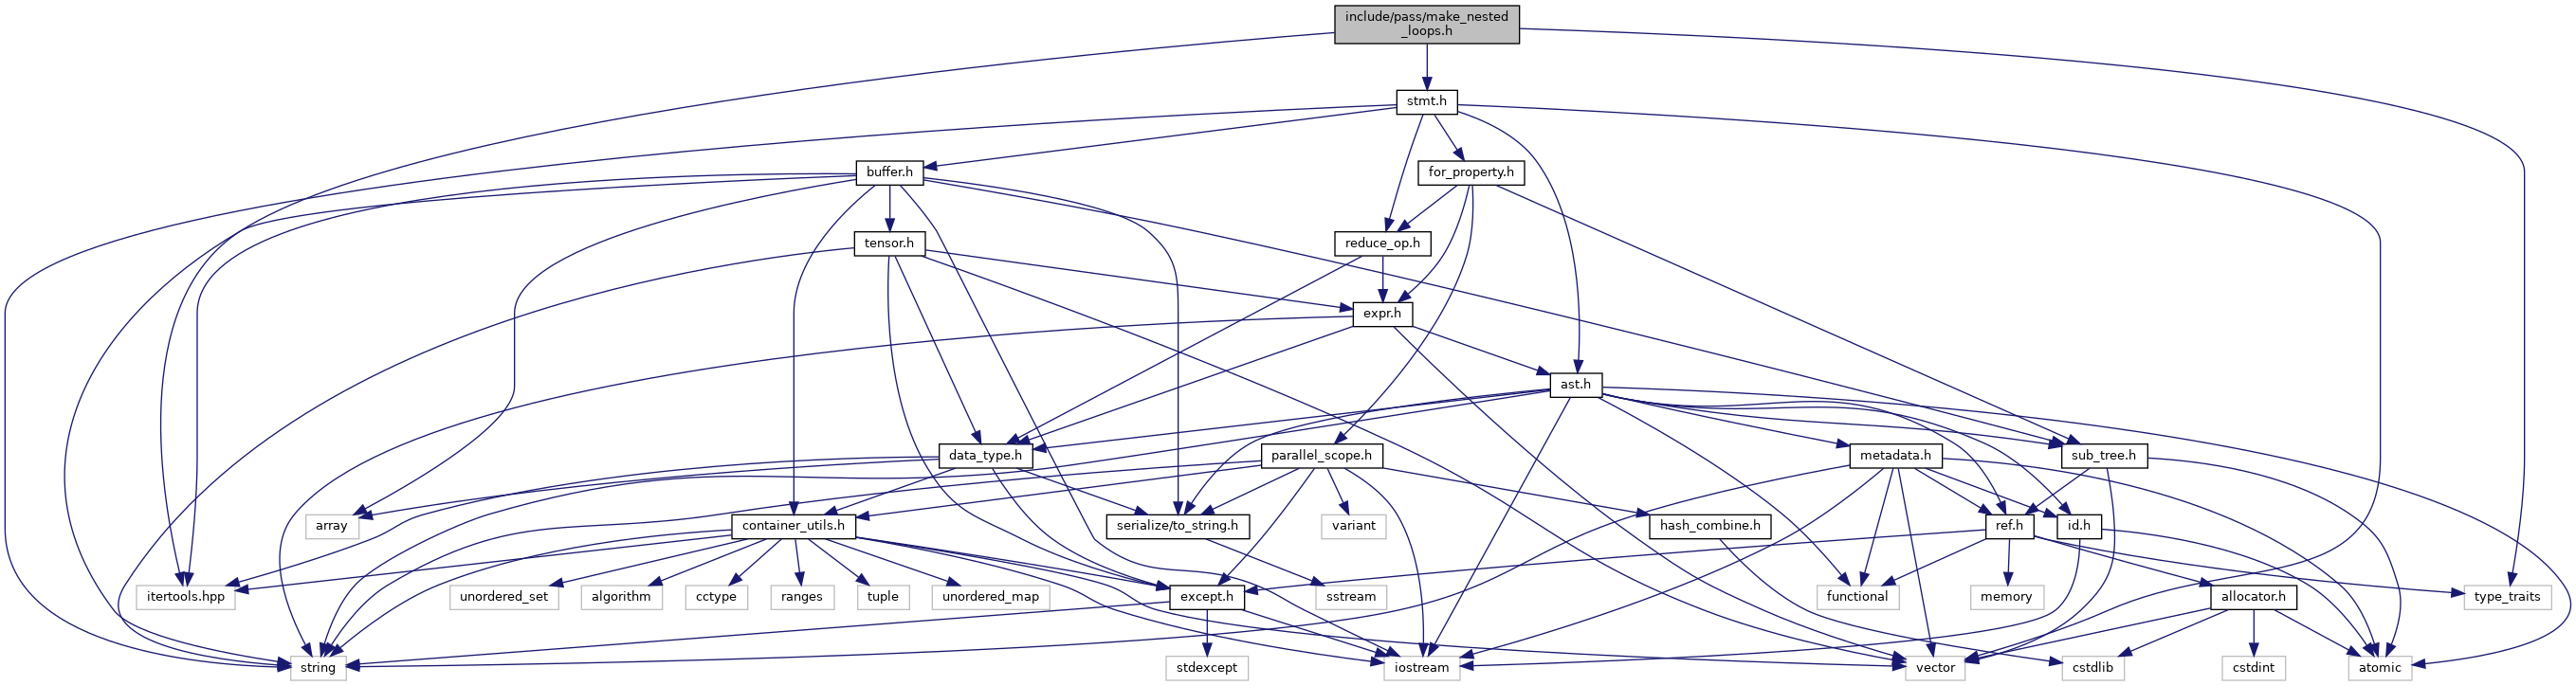 include/pass/make_nested
_loops.h
stmt.h
buffer.h
for_property.h
tensor.h
reduce_op.h
expr.h
ast.h
data_type.h
parallel_scope.h
metadata.h
sub_tree.h
array
container_utils.h
serialize/to_string.h
variant
hash_combine.h
ref.h
id.h
itertools.hpp
unordered_set
algorithm
cctype
ranges
tuple
unordered_map
except.h
sstream
functional
memory
allocator.h
type_traits
string
stdexcept
iostream
vector
cstdlib
cstdint
atomic